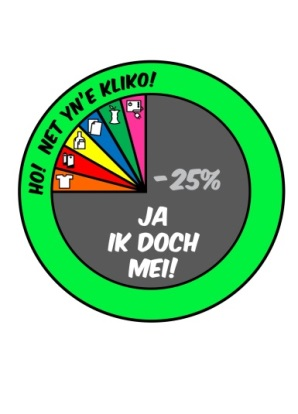 HO! NET YN'E KLIKO!
-25%
JA
IK DOCH
MEI!